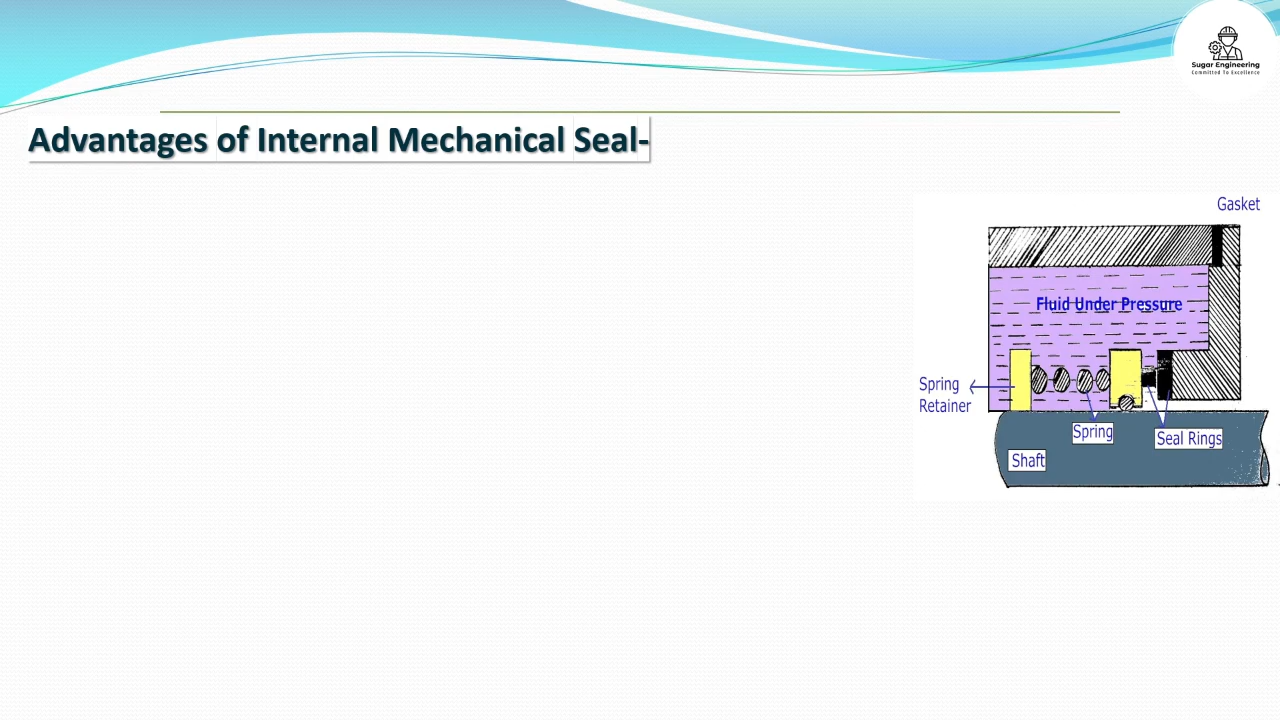 Sugar Engineering
Committed To Excellence
Advantages of Internal Mechanical Seal-
Gasket
Fluid Under Pressure
Spring
Retainer
Spring
Seal Rings
Shaft